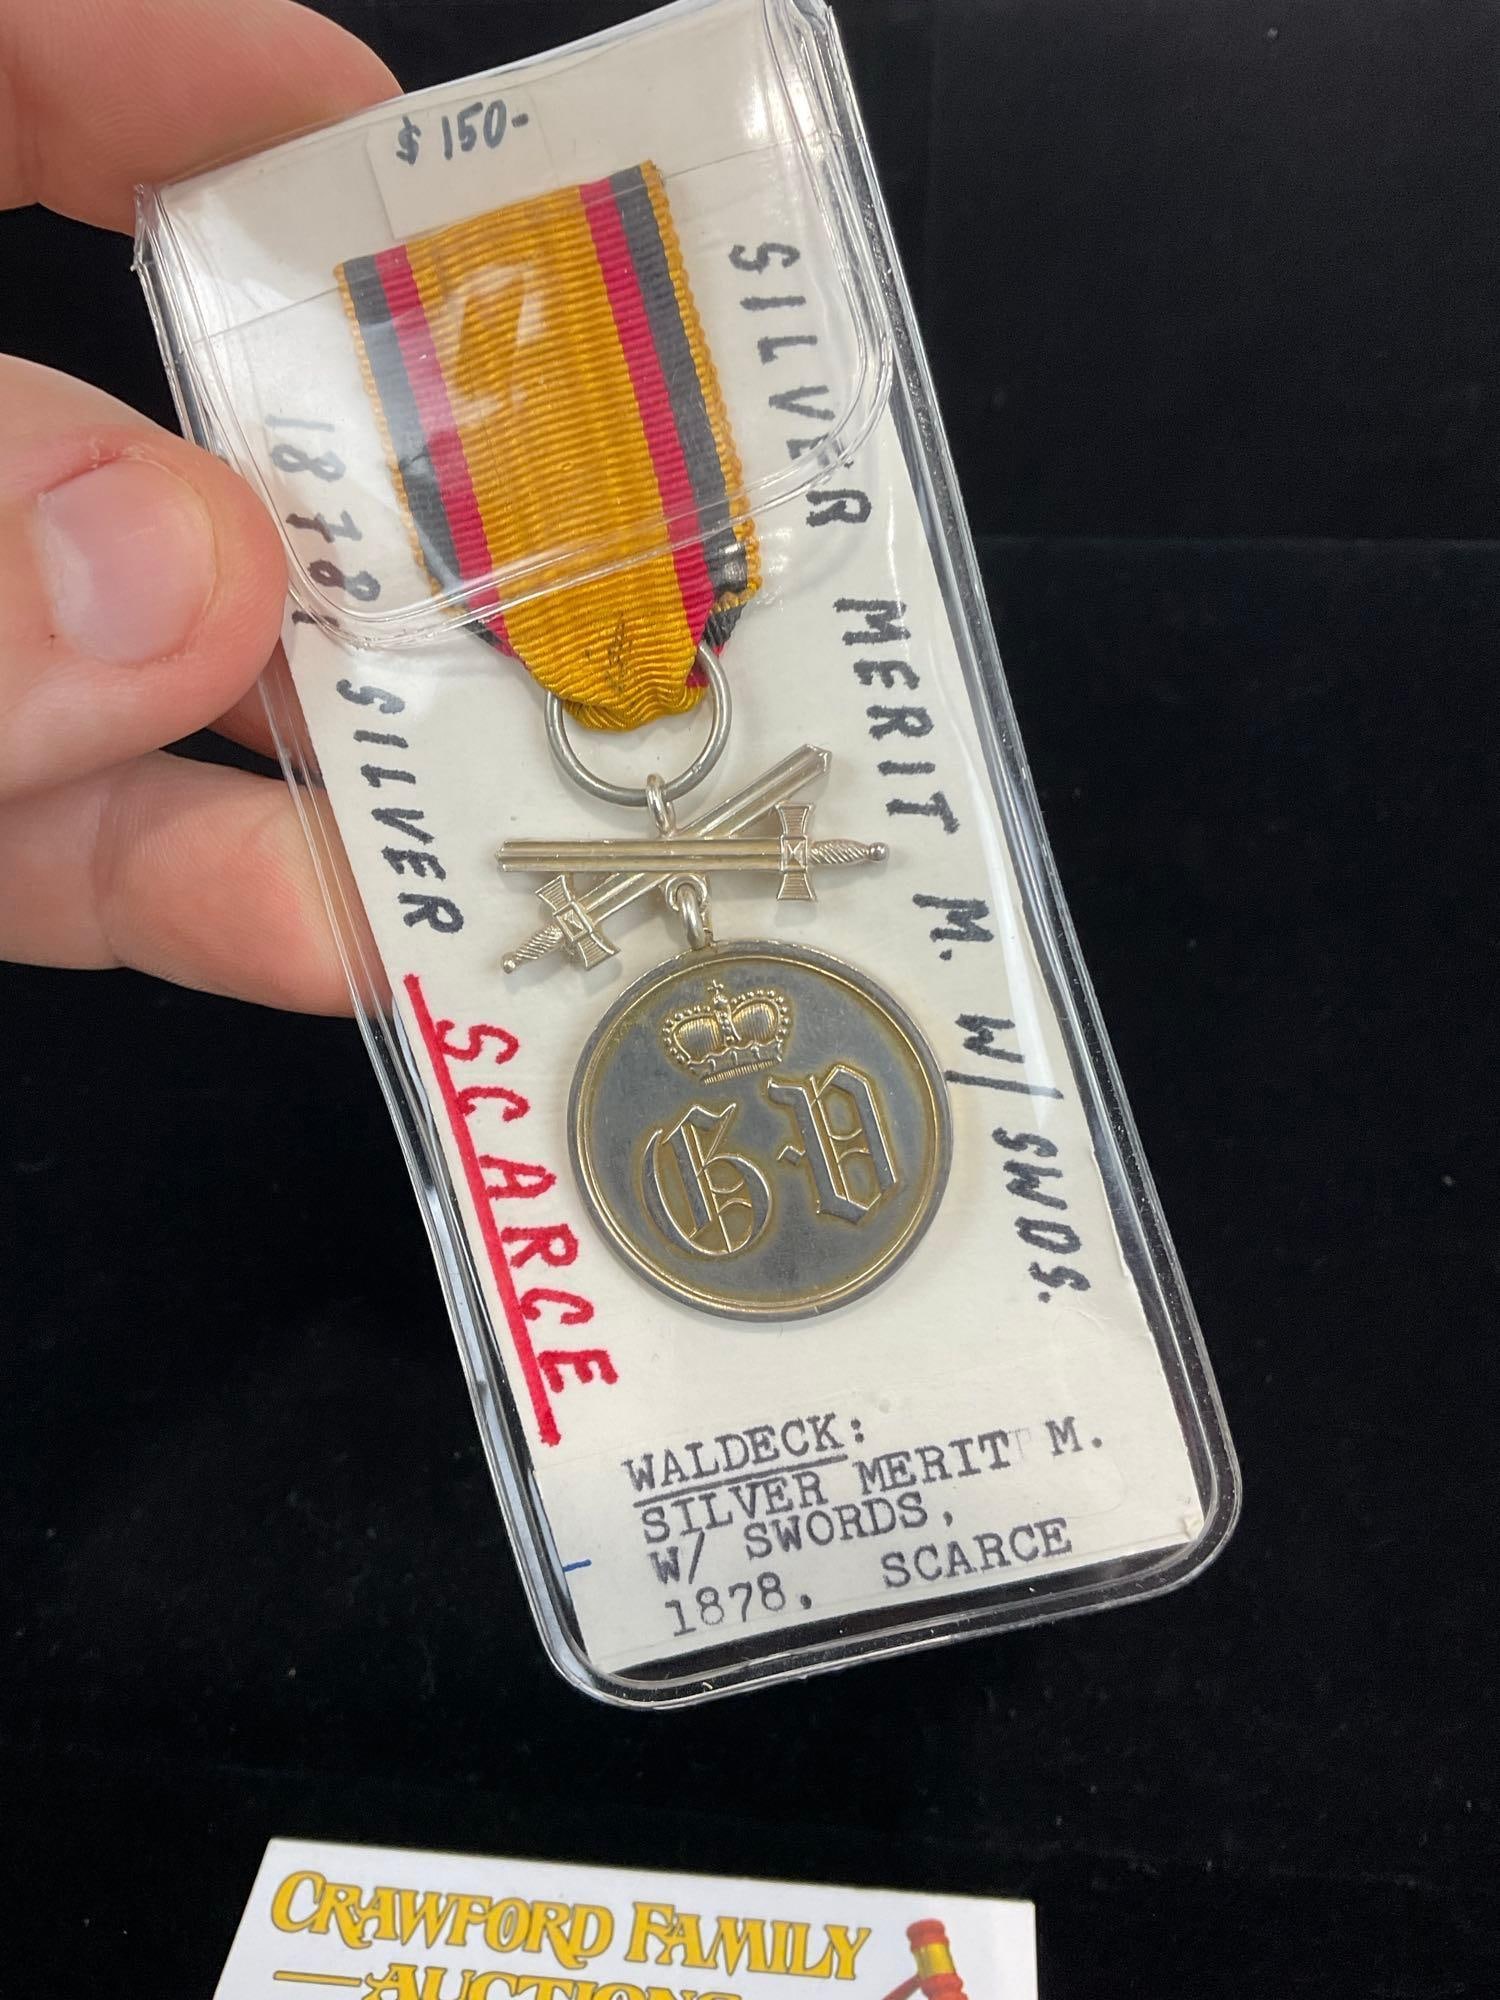 $ 150-
SILVER MERIT M. W/ SWDS.
1878, SILVER
SCARCE
GV
WALDECK:
SILVER MERIT M.
W/ SWORDS,
1878, SCARCE
CRAWFORD FAMILY
—AUCTIONS